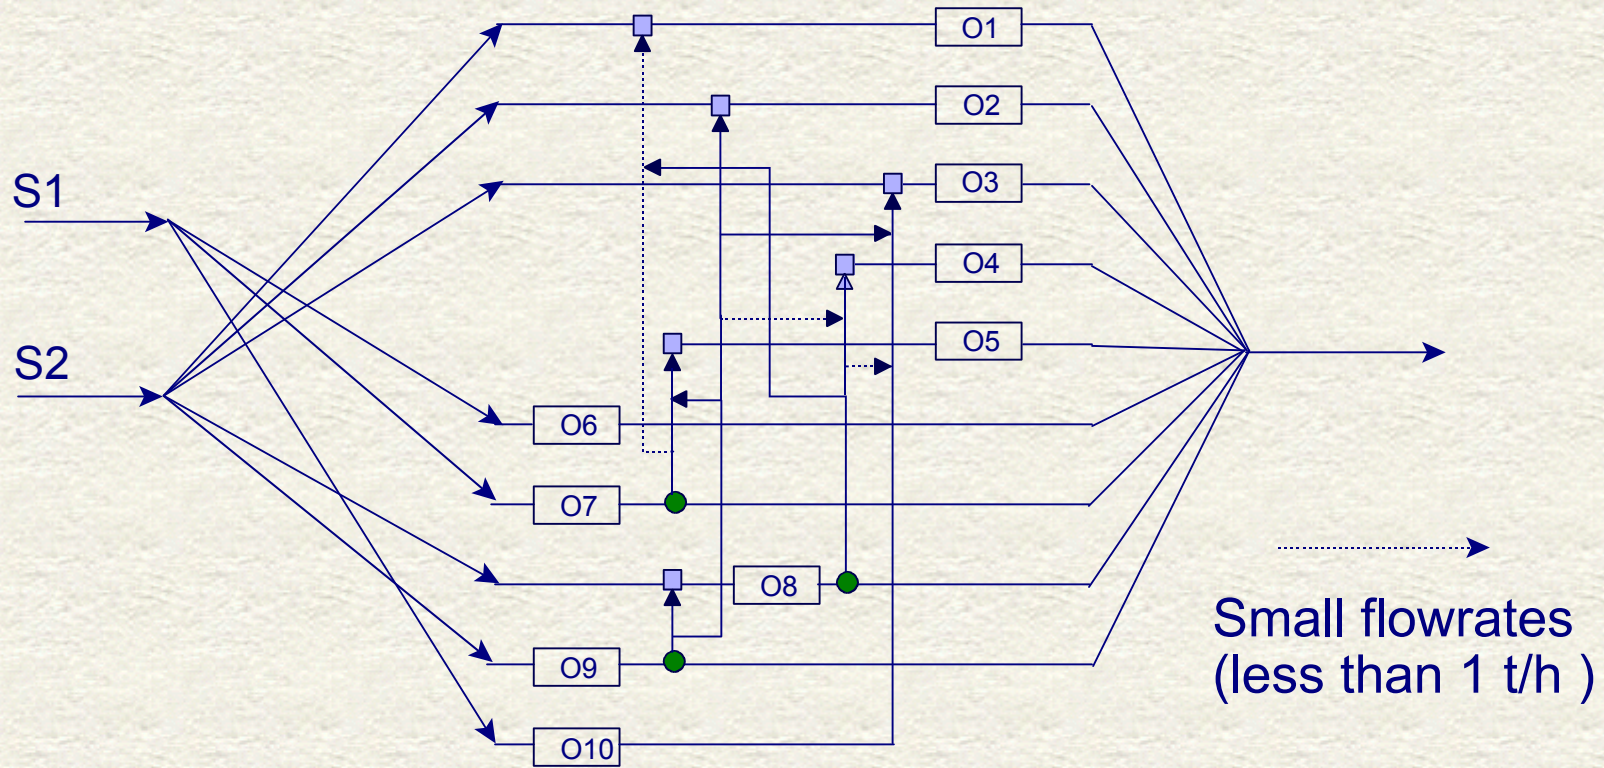 O1
O2
S1
O3
O4
O5
S2
O6
O7
O8
Small flowrates
(less than 1 t/h )
O9
O10